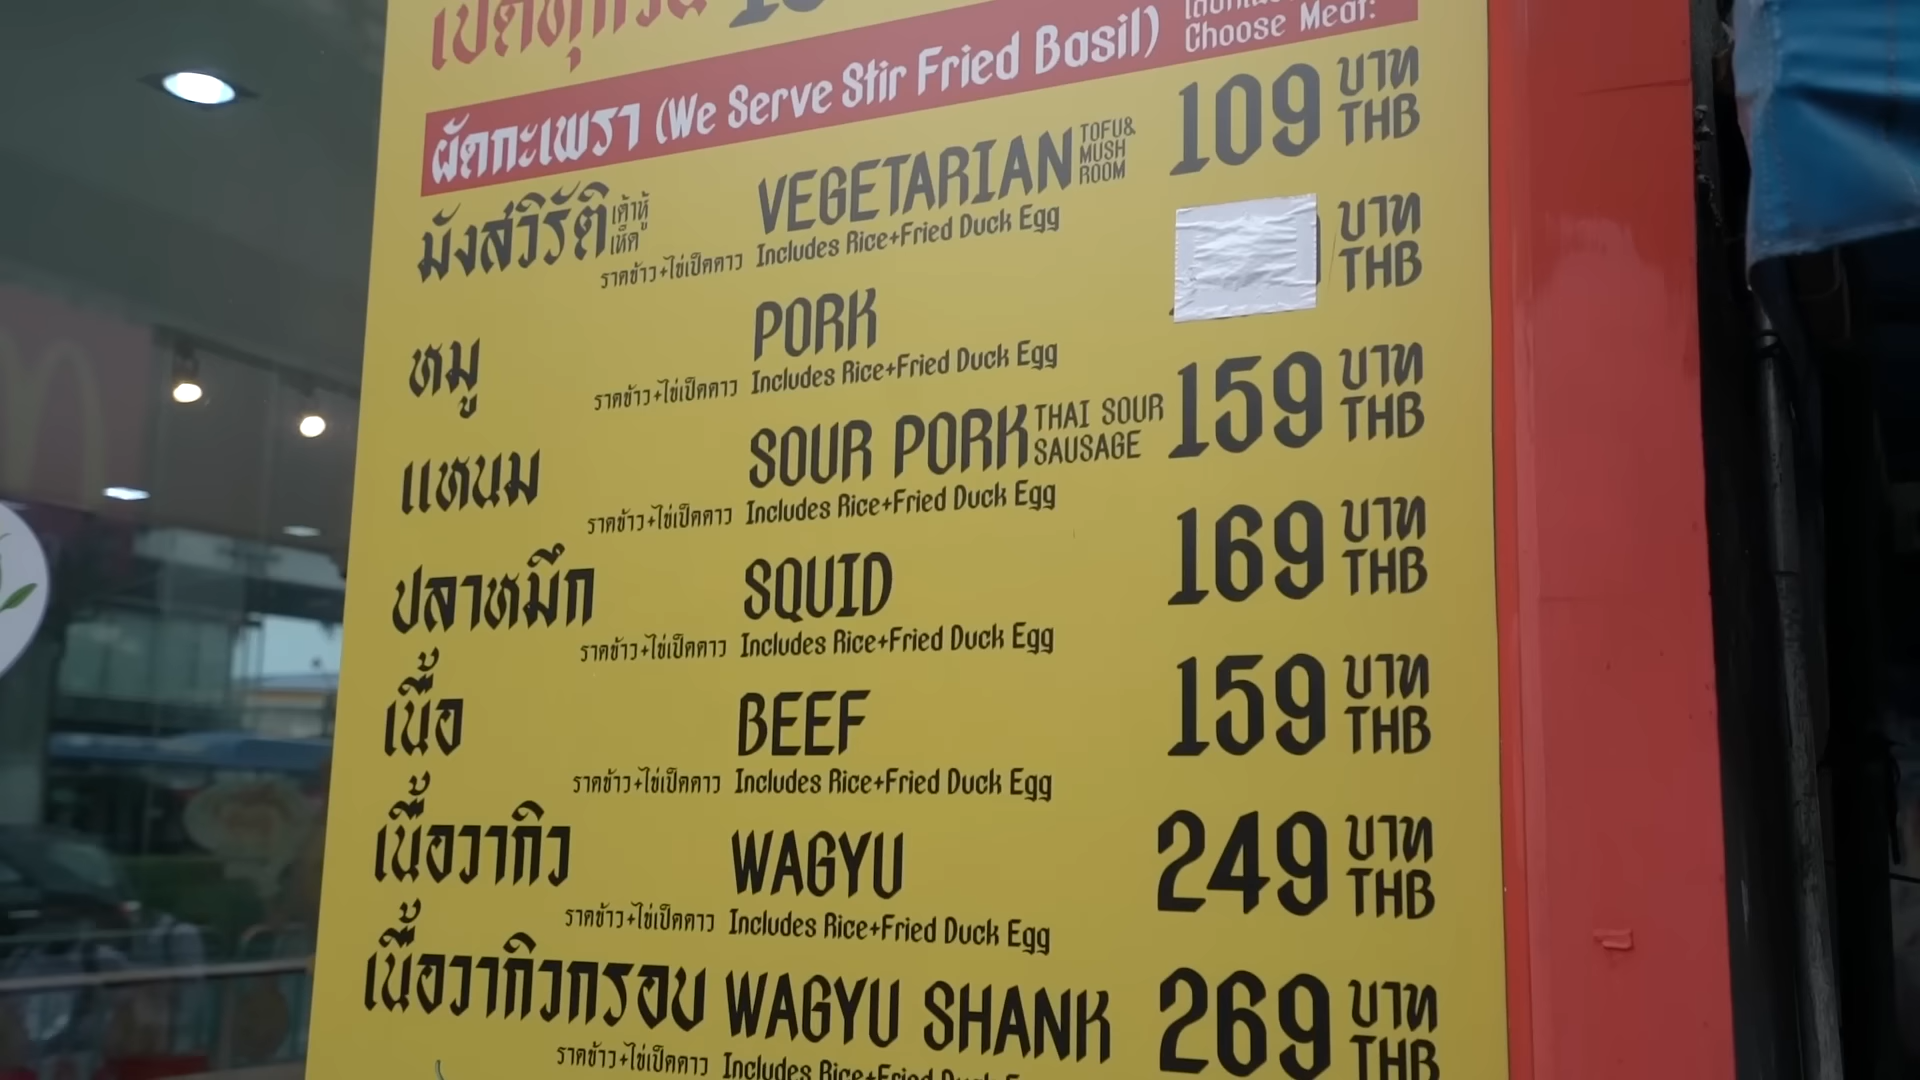 เปิดทุกวัน
ผัดกะเพรา (We Serve Stir Fried Basil) Choose Meat:
มังสวิรัติ เต้าหู้ เห็ด VEGETARIAN TOFU& MUSH ROOM 109 บาท THB
ราดข้าว+ไข่เป็ดดาว Includes Rice+Fried Duck Egg
หมู PORK บาท THB
ราดข้าว+ไข่เป็ดดาว Includes Rice+Fried Duck Egg
แหนม SOUR PORK THAI SOUR SAUSAGE 159 บาท THB
ราดข้าว+ไข่เป็ดดาว Includes Rice+Fried Duck Egg
ปลาหมึก SQUID 169 บาท THB
ราดข้าว+ไข่เป็ดดาว Includes Rice+Fried Duck Egg
เนื้อ BEEF 159 บาท THB
ราดข้าว+ไข่เป็ดดาว Includes Rice+Fried Duck Egg
เนื้อวากิว WAGYU 249 บาท THB
ราดข้าว+ไข่เป็ดดาว Includes Rice+Fried Duck Egg
เนื้อวากิวกรอบ WAGYU SHANK 269 บาท THB
ราดข้าว+ไข่เป็ดดาว Includes Rice+Fried Duck Egg